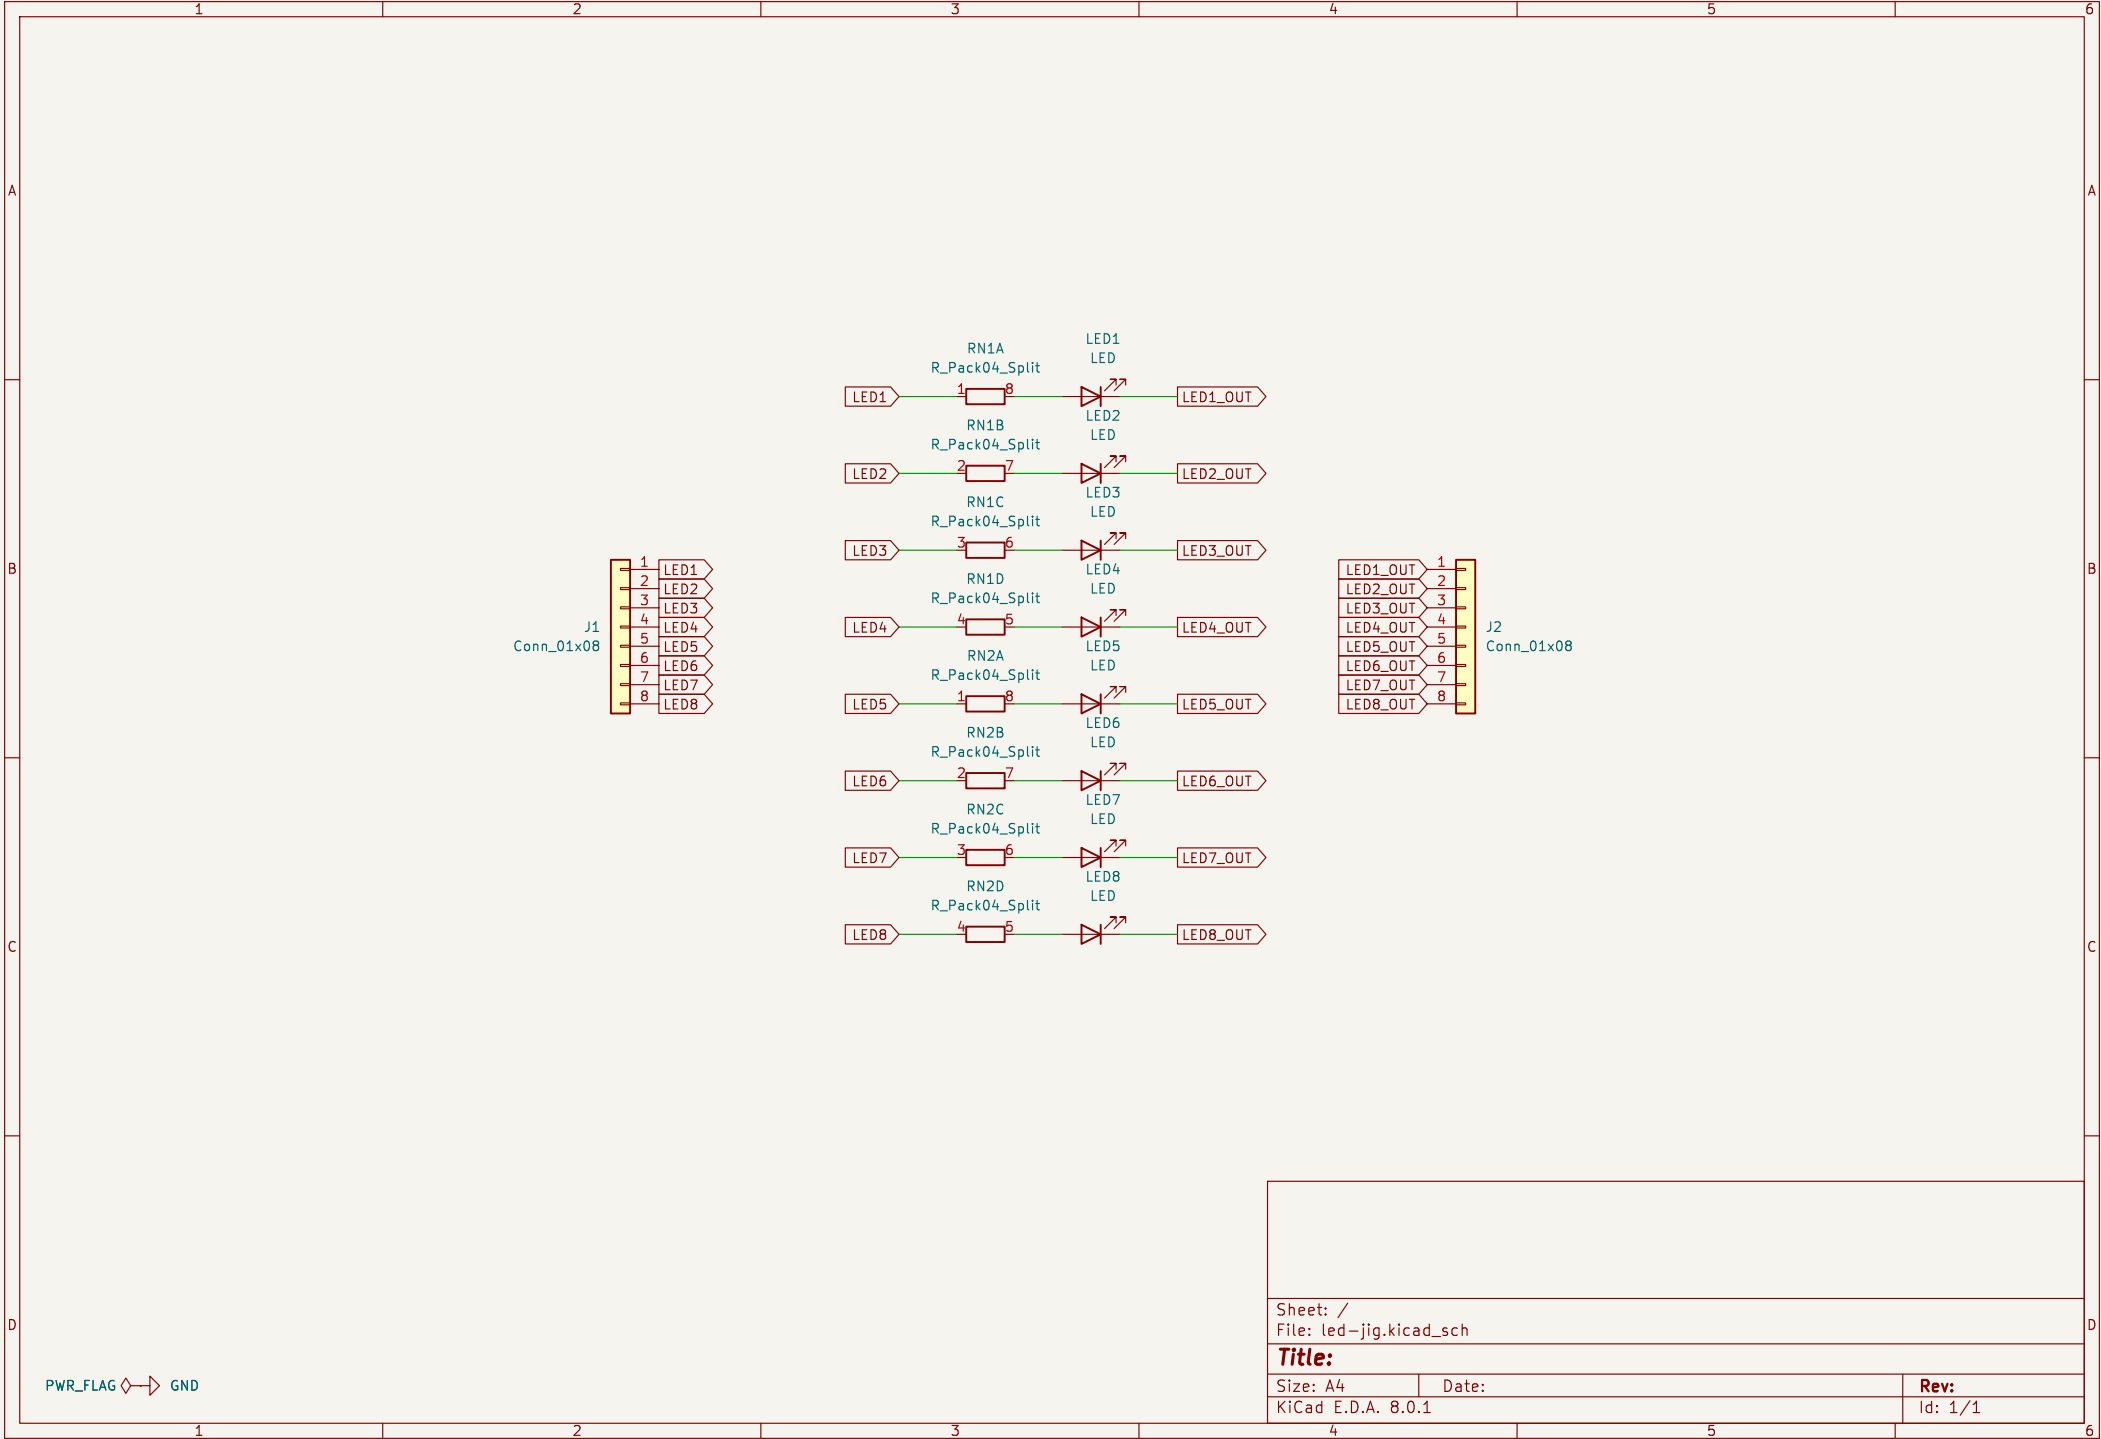 1 2 3 4 5 6
A A
LED1
LED
RN1A
R_Pack04_Split
LED1 1 8 LED1_OUT
LED2
LED
RN1B
R_Pack04_Split
LED2 2 7 LED2_OUT
LED3
LED
RN1C
R_Pack04_Split
LED3 3 6 LED3_OUT
LED4
LED
RN1D
R_Pack04_Split
LED4 4 5 LED4_OUT
LED5
LED
RN2A
R_Pack04_Split
LED5 1 8 LED5_OUT
LED6
LED
RN2B
R_Pack04_Split
LED6 2 7 LED6_OUT
LED7
LED
RN2C
R_Pack04_Split
LED7 3 6 LED7_OUT
LED8
LED
RN2D
R_Pack04_Split
LED8 4 5 LED8_OUT
B B
J1
Conn_01x08
1 LED1
2 LED2
3 LED3
4 LED4
5 LED5
6 LED6
7 LED7
8 LED8
LED1_OUT 1
LED2_OUT 2
LED3_OUT 3
LED4_OUT 4
LED5_OUT 5
LED6_OUT 6
LED7_OUT 7
LED8_OUT 8
J2
Conn_01x08
C C
D D
PWR_FLAG GND
Sheet: /
File: led-jig.kicad_sch
Title:
Size: A4 Date: Rev:
KiCad E.D.A. 8.0.1 Id: 1/1
1 2 3 4 5 6